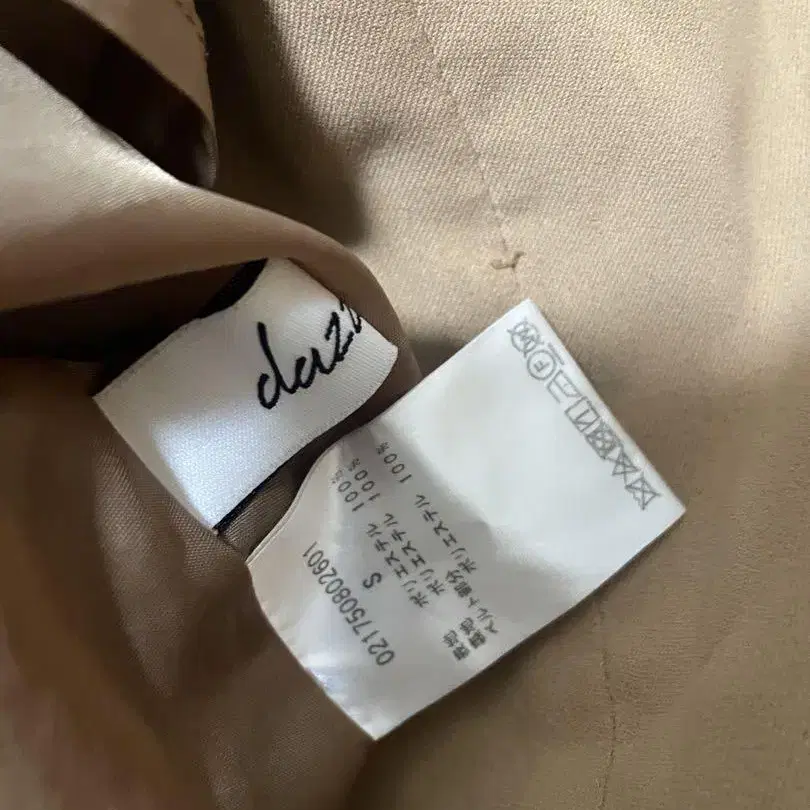 dazz
021750802601
S
表地 ポリエステル 100%
裏地 ポリエステル 100%
ベルト部分 ポリエステル 100%